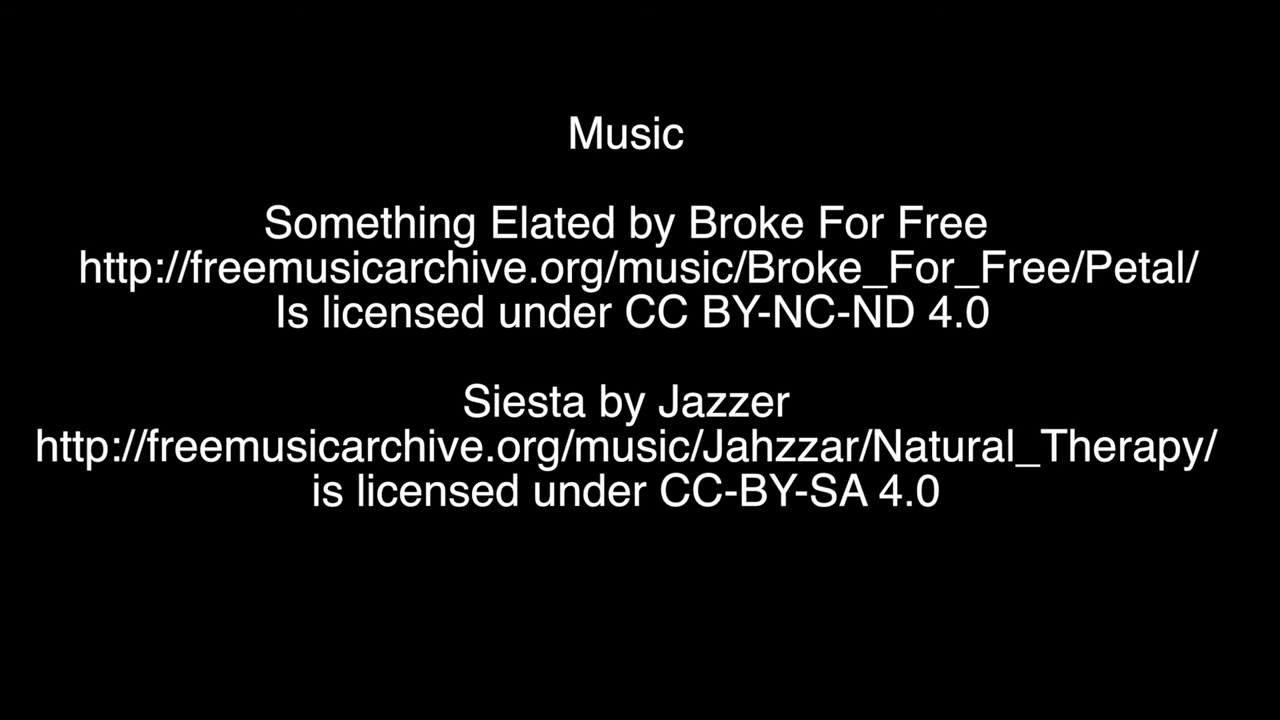 Music
Something Elated by Broke For Free
http://freemusicarchive.org/music/Broke_For_Free/Petal/
Is licensed under CC BY-NC-ND 4.0
Siesta by Jazzer
http://freemusicarchive.org/music/Jahzzar/Natural_Therapy/
is licensed under CC-BY-SA 4.0